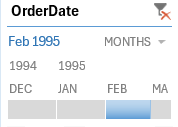 OrderDate
Feb 1995 MONTHS
1994 1995
DEC JAN FEB MA